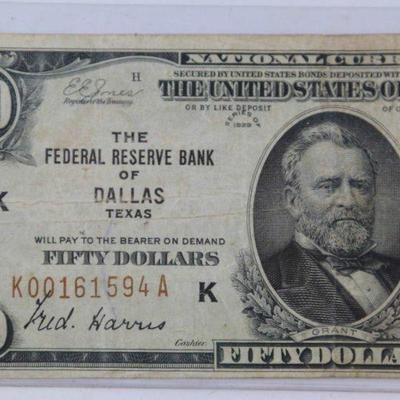 NATIONAL CURR
H
SECURED BY UNITED STATES BONDS DEPOSITED WITH
E E Jones
Register of the Treasury
THE UNITED STATES OF
OR BY LIKE DEPOSIT
SERIES OF
1929
THE
FEDERAL RESERVE BANK
OF
DALLAS
TEXAS
K
WILL PAY TO THE BEARER ON DEMAND
FIFTY DOLLARS
K00161594A
K
Fred. Harris
Cashier.
GRANT
FIFTY DOLLA